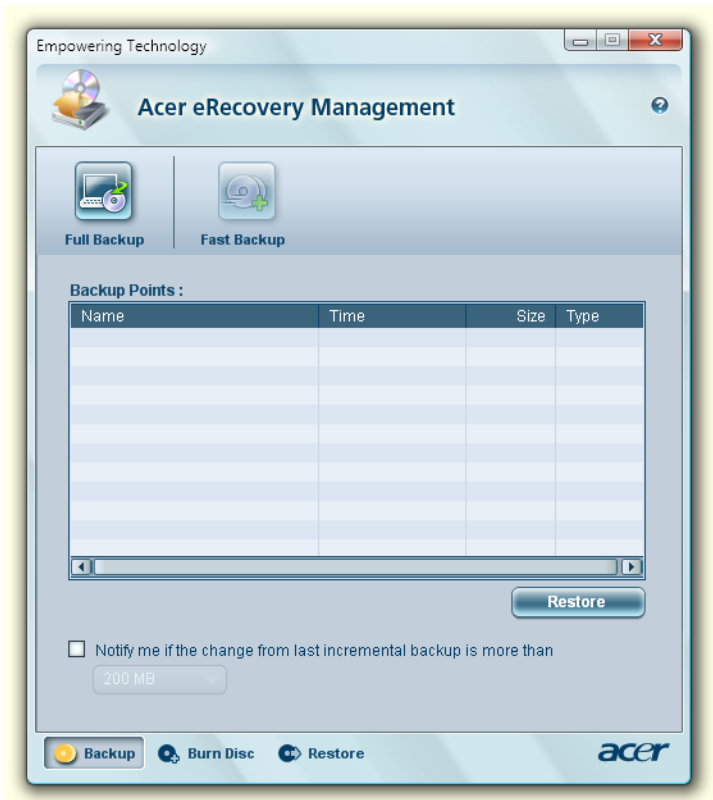 Empowering Technology
Acer eRecovery Management
Full Backup
Fast Backup
Backup Points :
Name Time Size Type
Restore
Notify me if the change from last incremental backup is more than
200 MB
Backup Burn Disc Restore acer